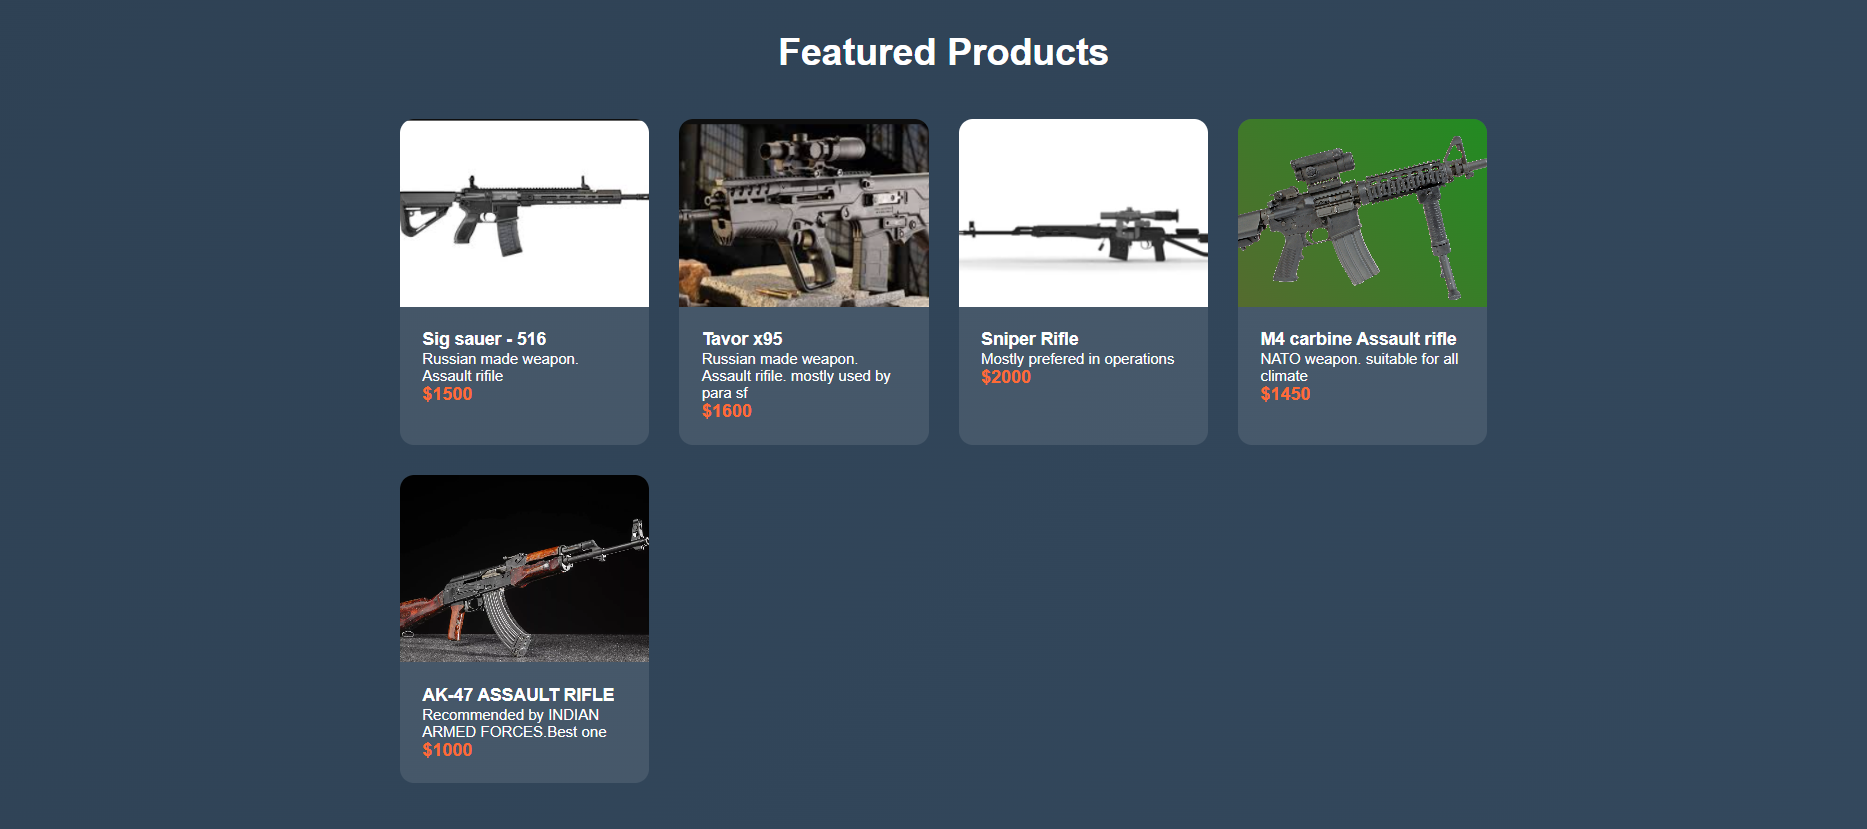 Featured Products
Sig sauer - 516
Russian made weapon.
Assault rifile
$1500
Tavor x95
Russian made weapon.
Assault rifile. mostly used by
para sf
$1600
Sniper Rifle
Mostly prefered in operations
$2000
M4 carbine Assault rifle
NATO weapon. suitable for all
climate
$1450
AK-47 ASSAULT RIFLE
Recommended by INDIAN
ARMED FORCES.Best one
$1000